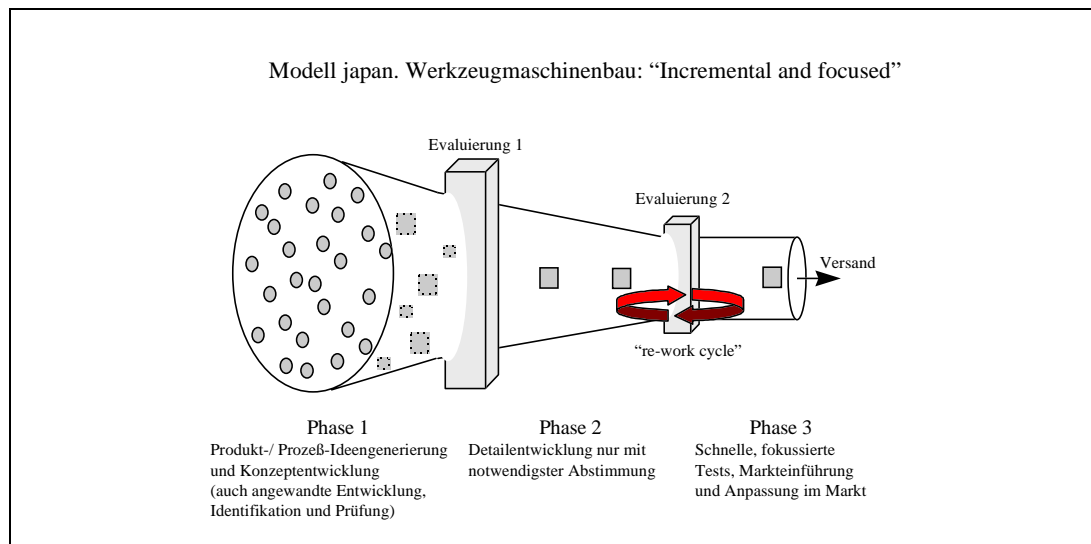 Modell japan. Werkzeugmaschinenbau: “Incremental and focused”
Evaluierung 1
Evaluierung 2
Versand
“re-work cycle”
Phase 1
Produkt-/ Prozeß-Ideengenerierung
und Konzeptentwicklung
(auch angewandte Entwicklung,
Identifikation und Prüfung)
Phase 2
Detailentwicklung nur mit
notwendigster Abstimmung
Phase 3
Schnelle, fokussierte
Tests, Markteinführung
und Anpassung im Markt